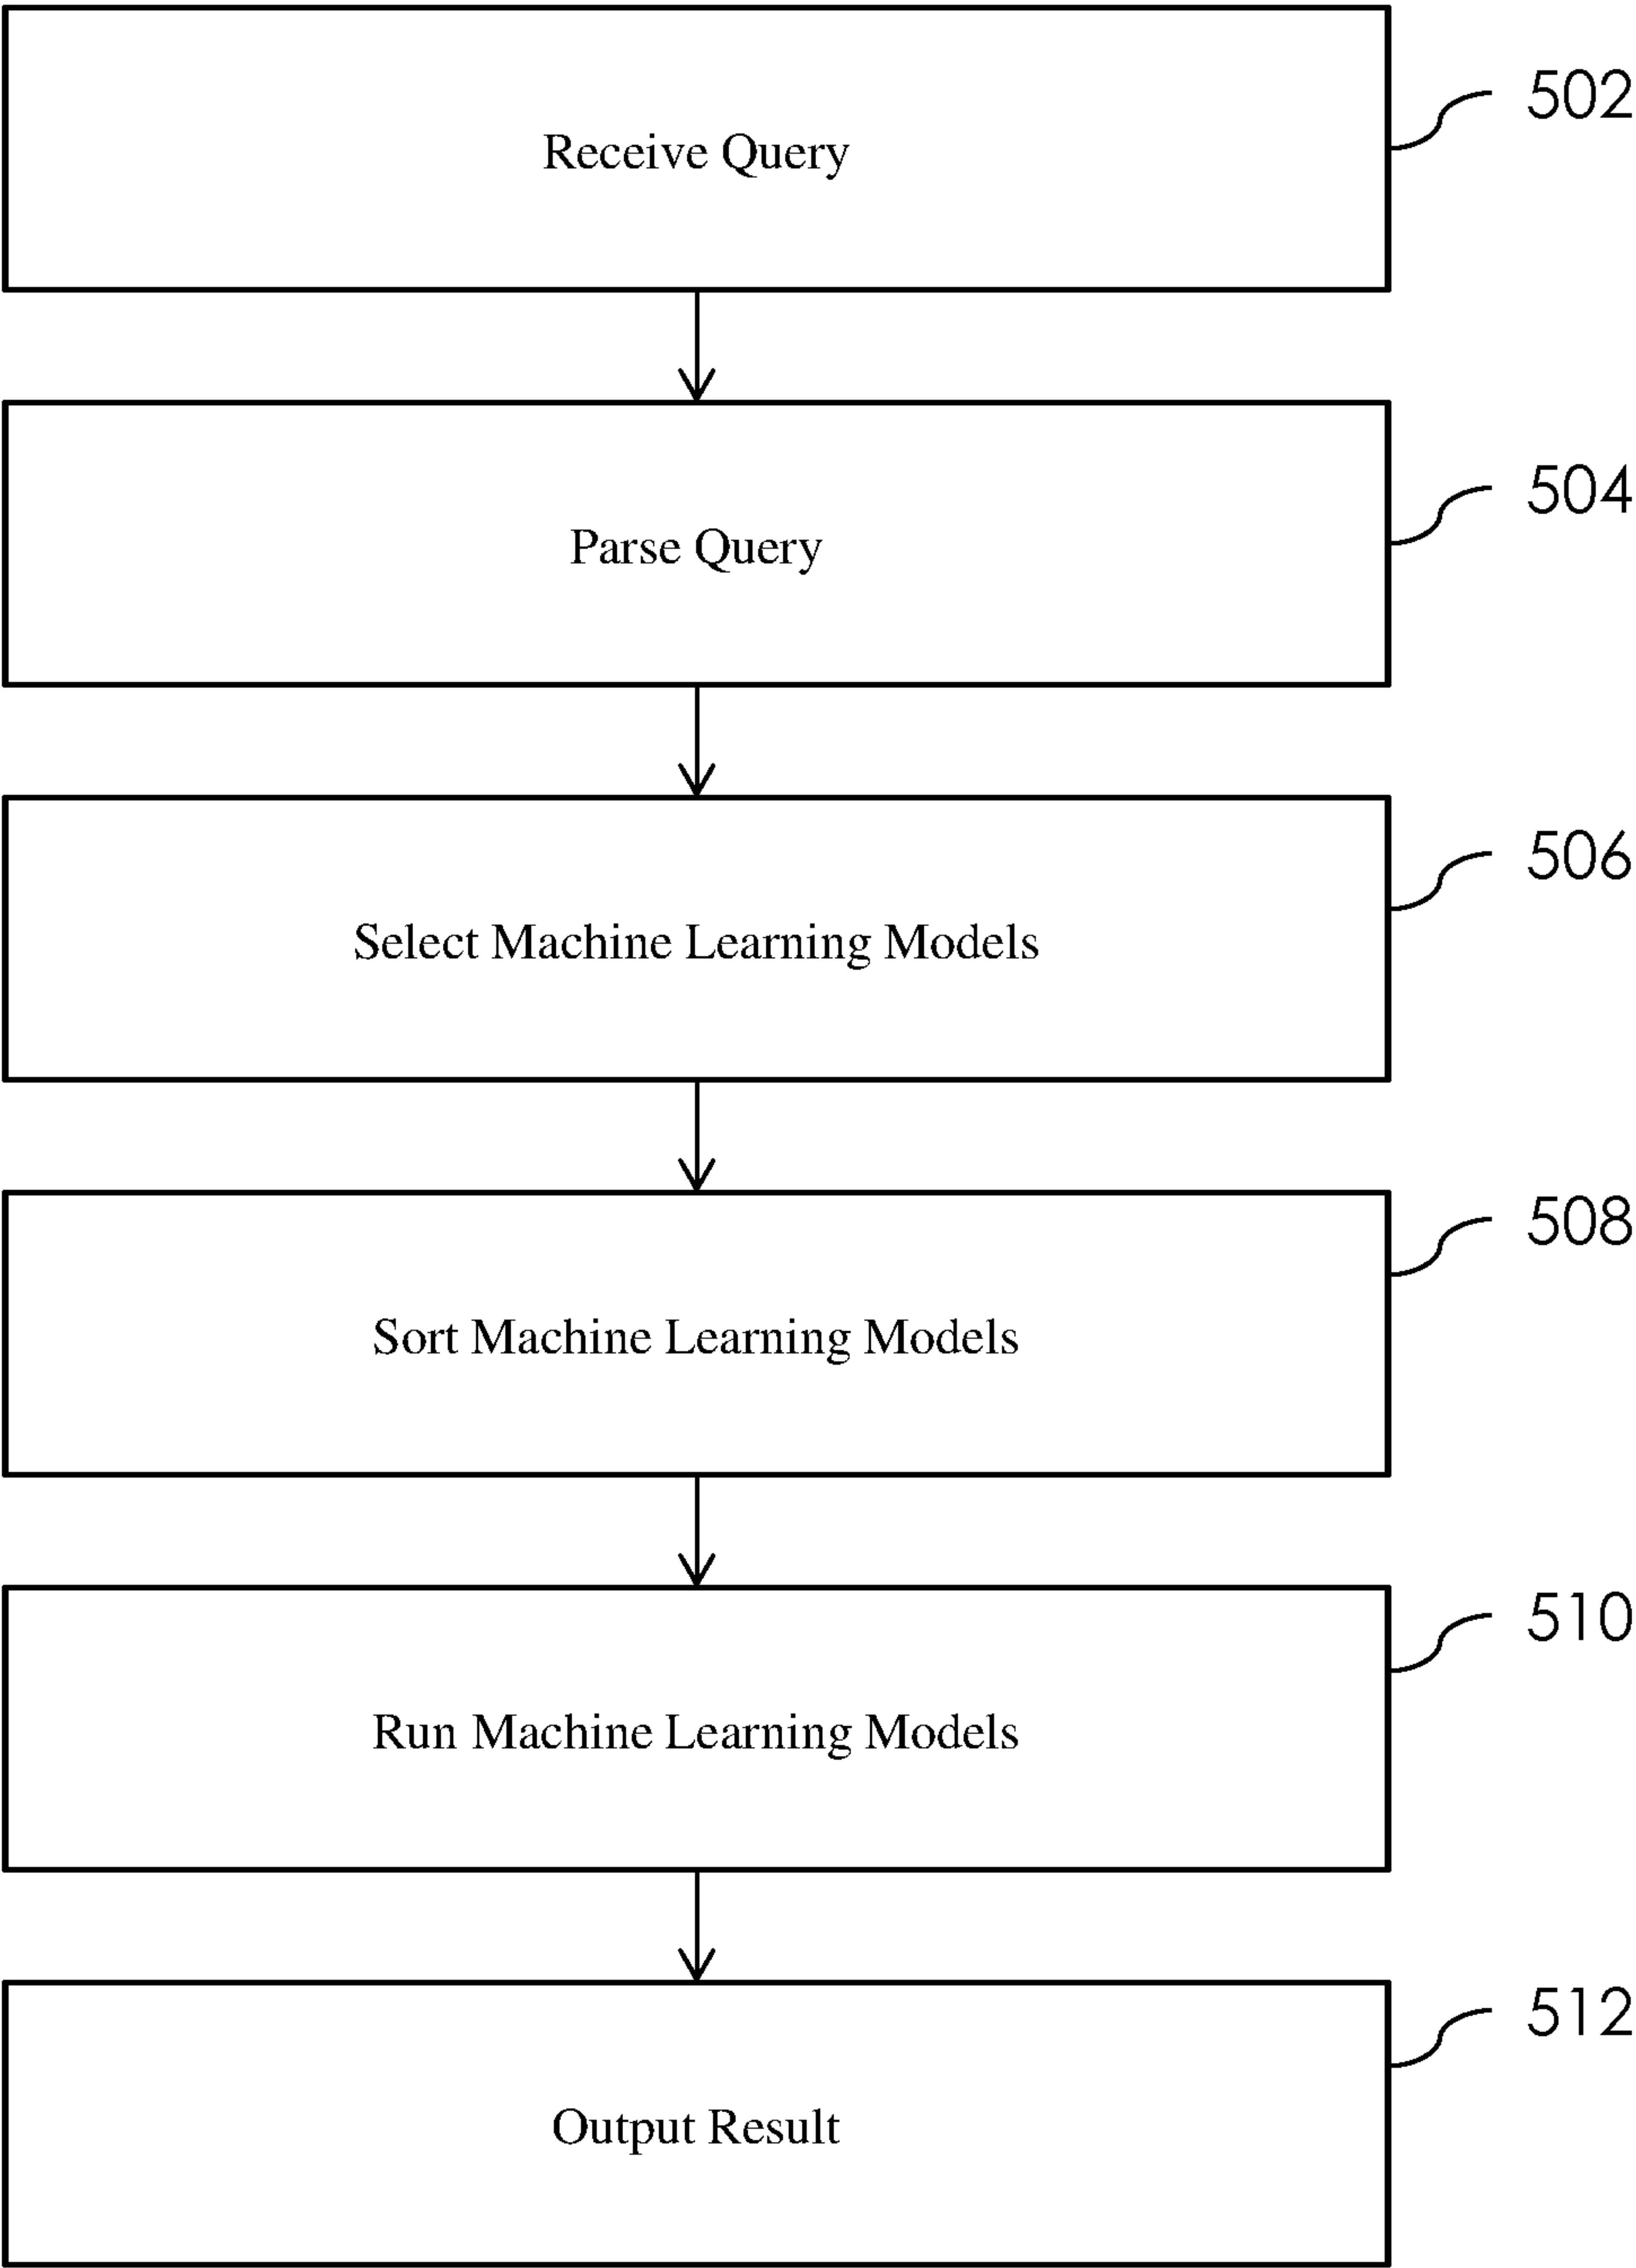 Receive Query
502
Parse Query
504
Select Machine Learning Models
506
Sort Machine Learning Models
508
Run Machine Learning Models
510
Output Result
512